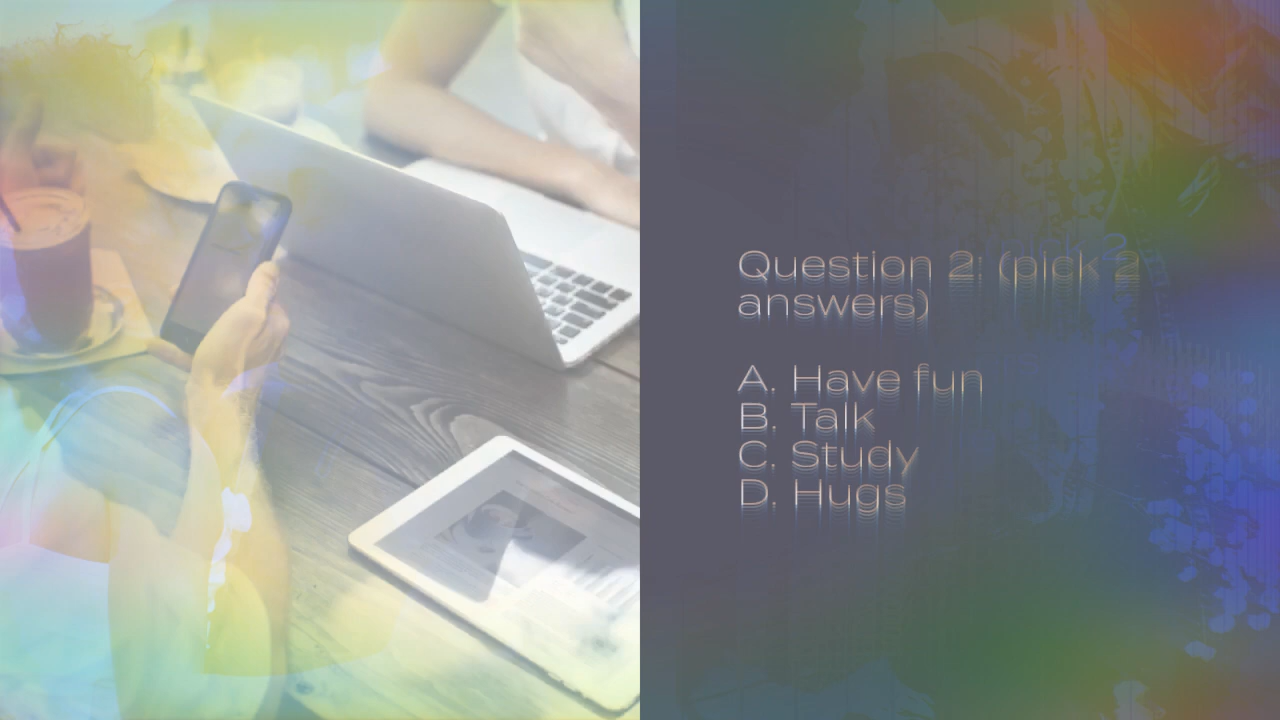 Question 2: (pick 2
answers)
A. Have fun
B. Talk
C. Study
D. Hugs